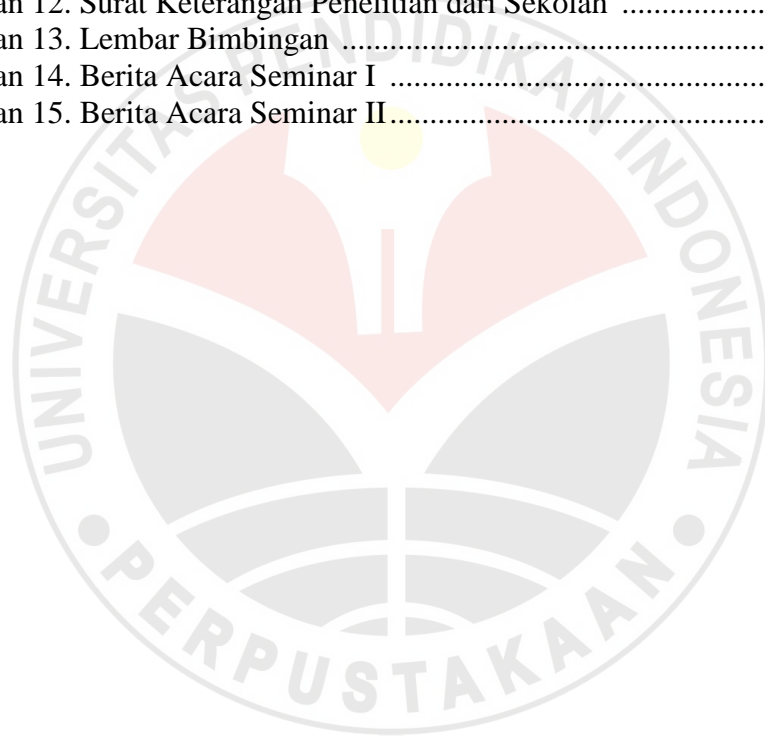 an 12. Surat Keterangan Penelitian dari Sekolah ..................
an 13. Lembar Bimbingan ......................................................
an 14. Berita Acara Seminar I ................................................
an 15. Berita Acara Seminar II................................................
UNIVERSITAS PENDIDIKAN INDONESIA
• PERPUSTAKAAN •